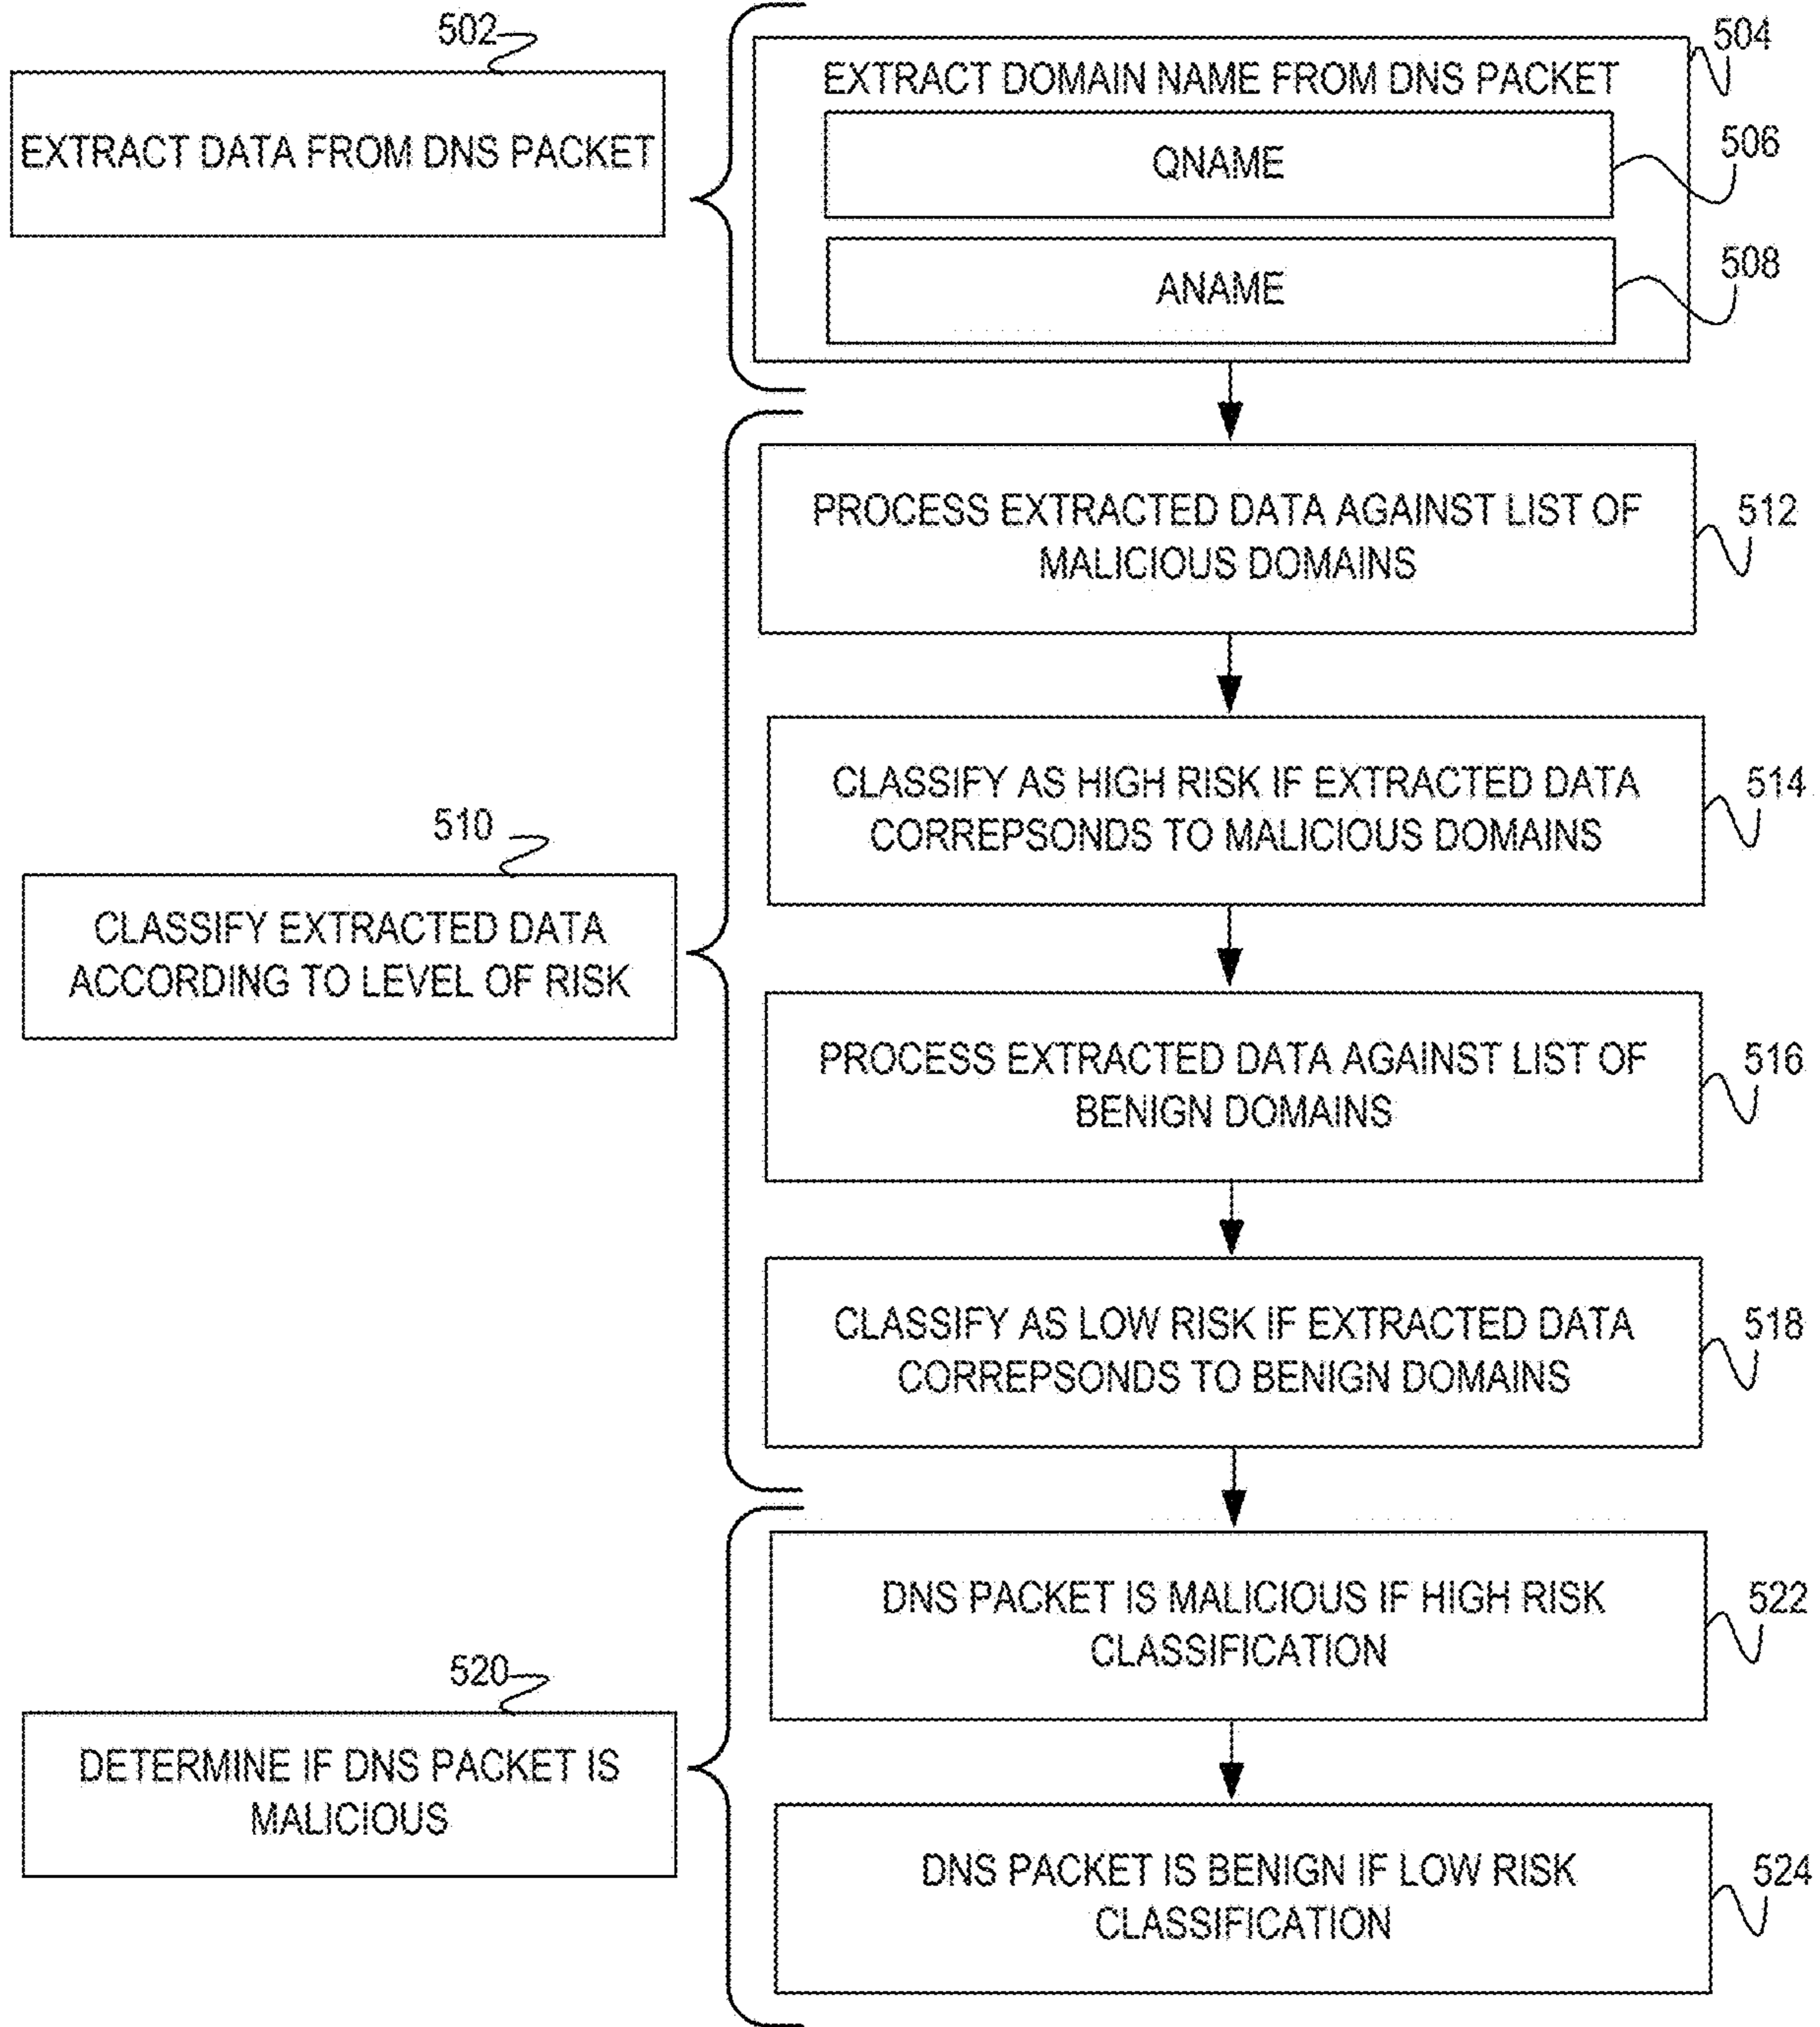 502
EXTRACT DATA FROM DNS PACKET
504
EXTRACT DOMAIN NAME FROM DNS PACKET
QNAME
506
ANAME
508
510
CLASSIFY EXTRACTED DATA
ACCORDING TO LEVEL OF RISK
PROCESS EXTRACTED DATA AGAINST LIST OF
MALICIOUS DOMAINS
512
CLASSIFY AS HIGH RISK IF EXTRACTED DATA
CORREPSONDS TO MALICIOUS DOMAINS
514
PROCESS EXTRACTED DATA AGAINST LIST OF
BENIGN DOMAINS
516
CLASSIFY AS LOW RISK IF EXTRACTED DATA
CORREPSONDS TO BENIGN DOMAINS
518
520
DETERMINE IF DNS PACKET IS
MALICIOUS
DNS PACKET IS MALICIOUS IF HIGH RISK
CLASSIFICATION
522
DNS PACKET IS BENIGN IF LOW RISK
CLASSIFICATION
524